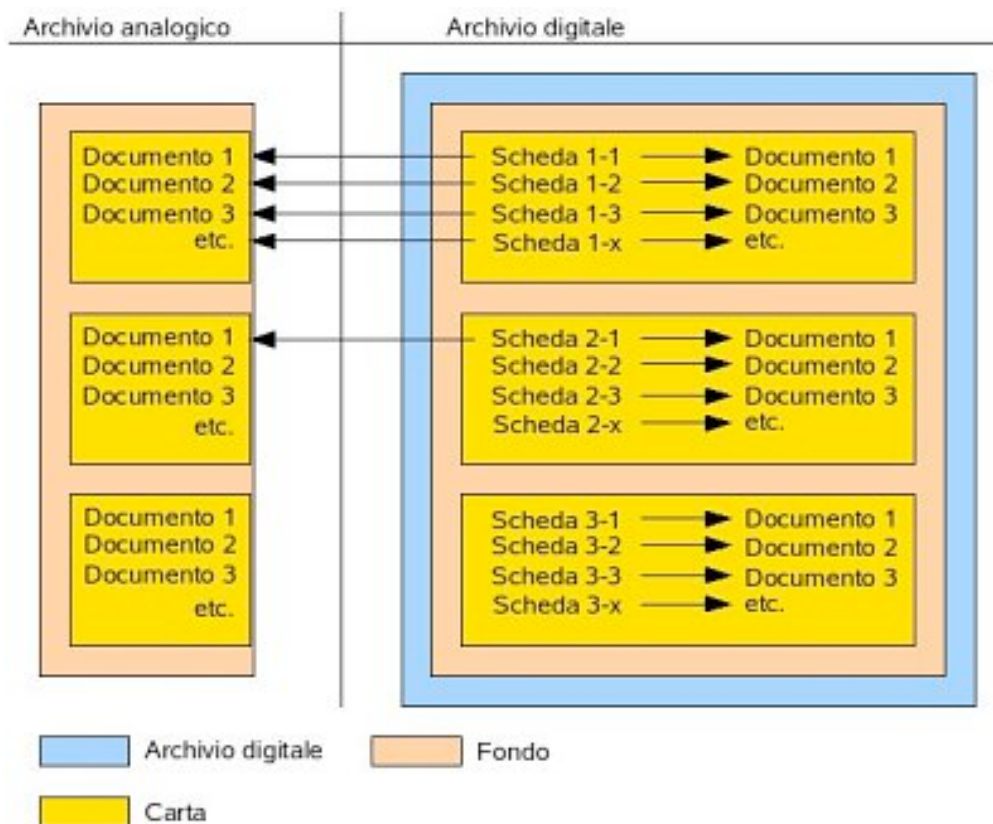 Archivio analogico
Archivio digitale
Documento 1
Documento 2
Documento 3
etc.
Documento 1
Documento 2
Documento 3
etc.
Documento 1
Documento 2
Documento 3
etc.
Scheda 1-1 Documento 1
Scheda 1-2 Documento 2
Scheda 1-3 Documento 3
Scheda 1-x etc.
Scheda 2-1 Documento 1
Scheda 2-2 Documento 2
Scheda 2-3 Documento 3
Scheda 2-x etc.
Scheda 3-1 Documento 1
Scheda 3-2 Documento 2
Scheda 3-3 Documento 3
Scheda 3-x etc.
Archivio digitale
Fondo
Carta